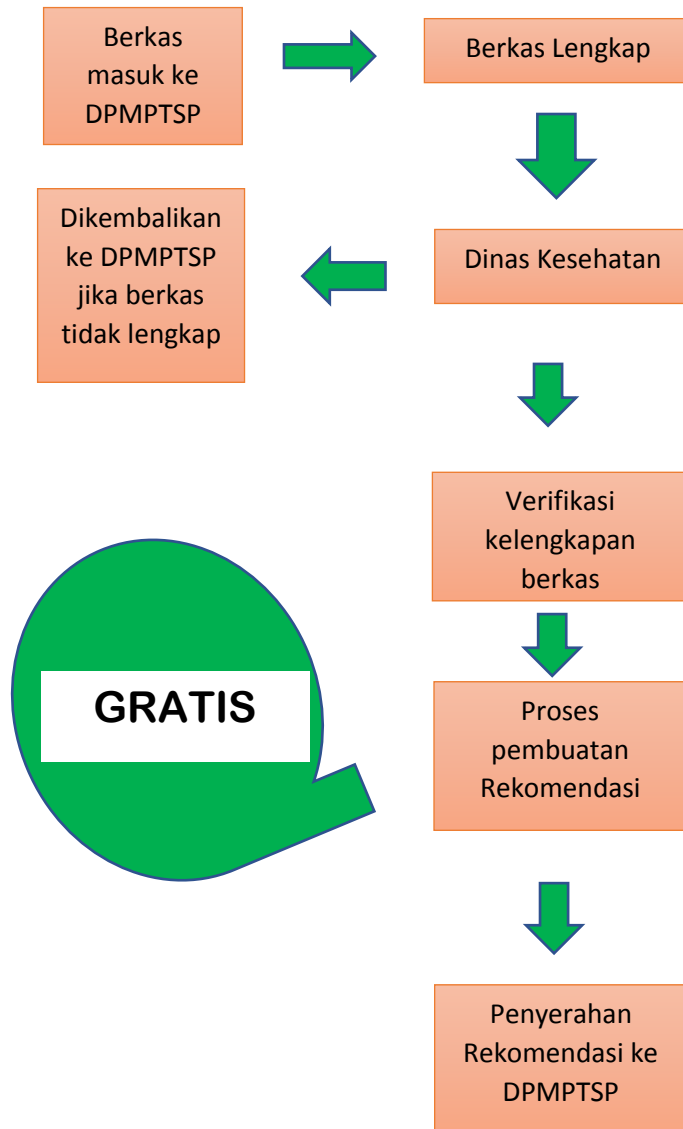 Berkas
masuk ke
DPMPTSP
Berkas Lengkap
Dikembalikan
ke DPMPTSP
jika berkas
tidak lengkap
Dinas Kesehatan
Verifikasi
kelengkapan
berkas
GRATIS
Proses
pembuatan
Rekomendasi
Penyerahan
Rekomendasi ke
DPMPTSP